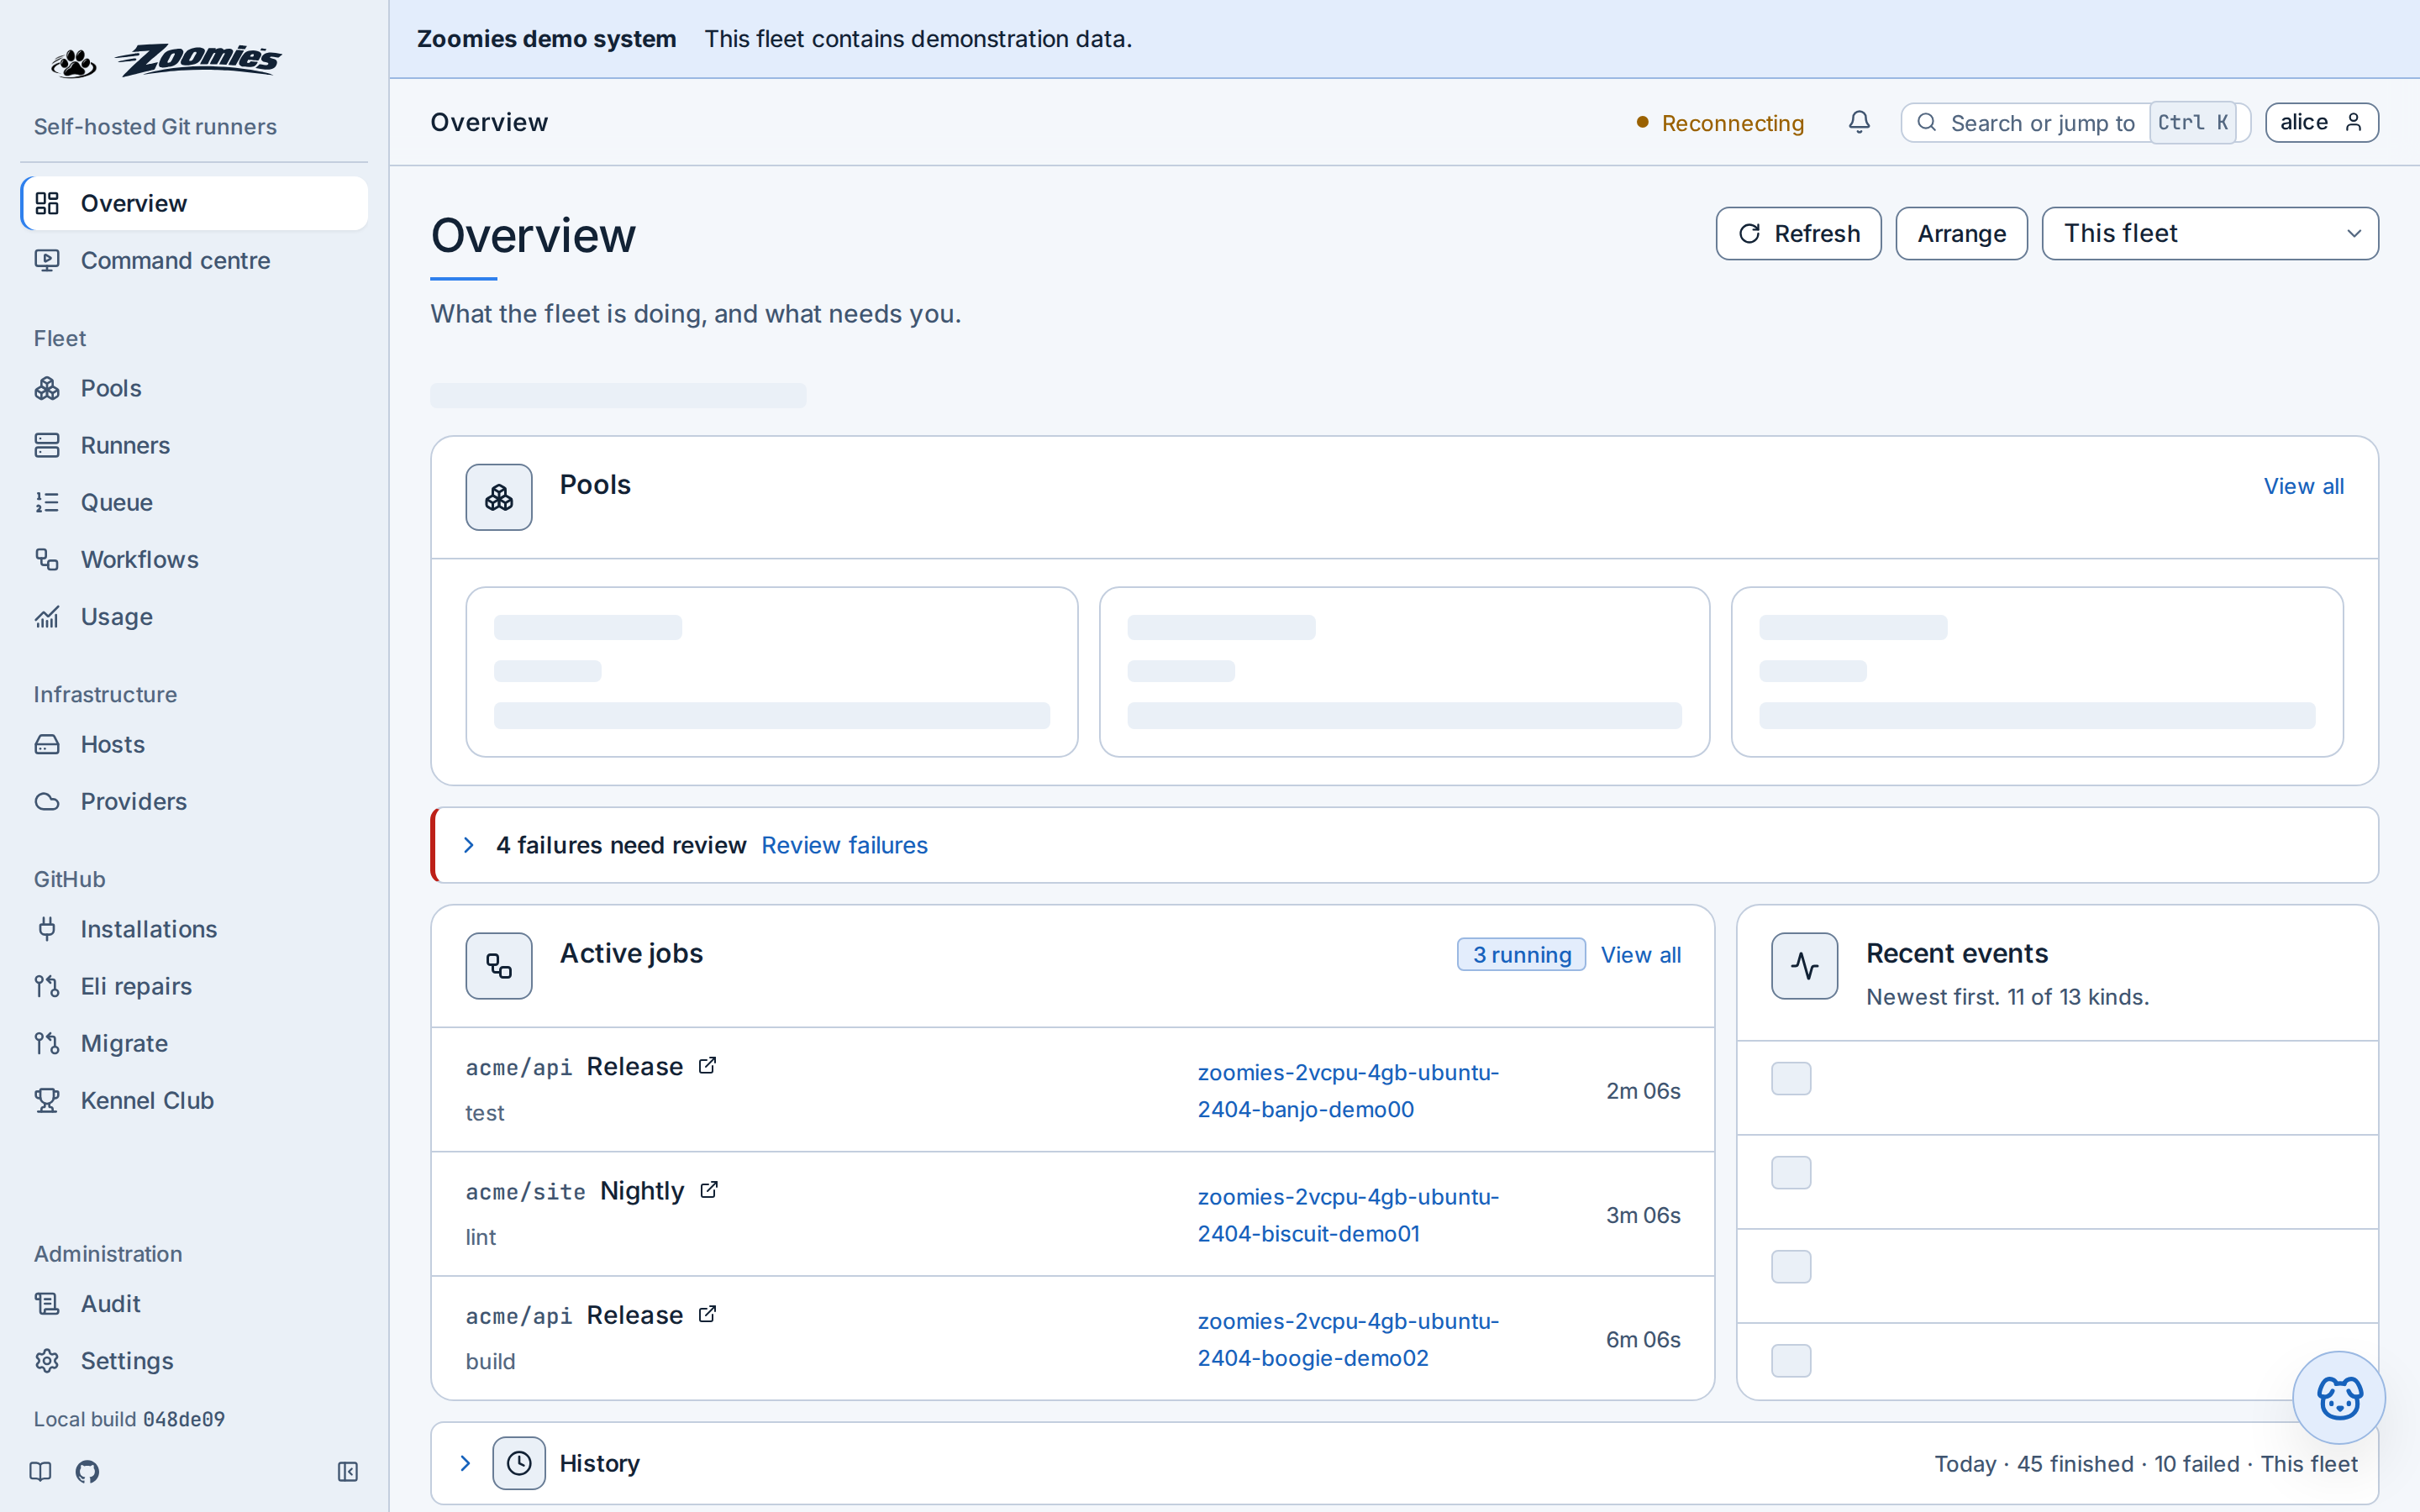 Zoomies
Self-hosted Git runners
Overview
Command centre
Fleet
Pools
Runners
Queue
Workflows
Usage
Infrastructure
Hosts
Providers
GitHub
Installations
Eli repairs
Migrate
Kennel Club
Administration
Audit
Settings
Local build 048de09
Zoomies demo system This fleet contains demonstration data.
Overview
Reconnecting
Search or jump to Ctrl K
alice
Overview
Refresh
Arrange
This fleet
What the fleet is doing, and what needs you.
Pools
View all
4 failures need review Review failures
Active jobs
3 running View all
acme/api Release
test
zoomies-2vcpu-4gb-ubuntu-
2404-banjo-demo00
2m 06s
acme/site Nightly
lint
zoomies-2vcpu-4gb-ubuntu-
2404-biscuit-demo01
3m 06s
acme/api Release
build
zoomies-2vcpu-4gb-ubuntu-
2404-boogie-demo02
6m 06s
Recent events
Newest first. 11 of 13 kinds.
History
Today · 45 finished · 10 failed · This fleet